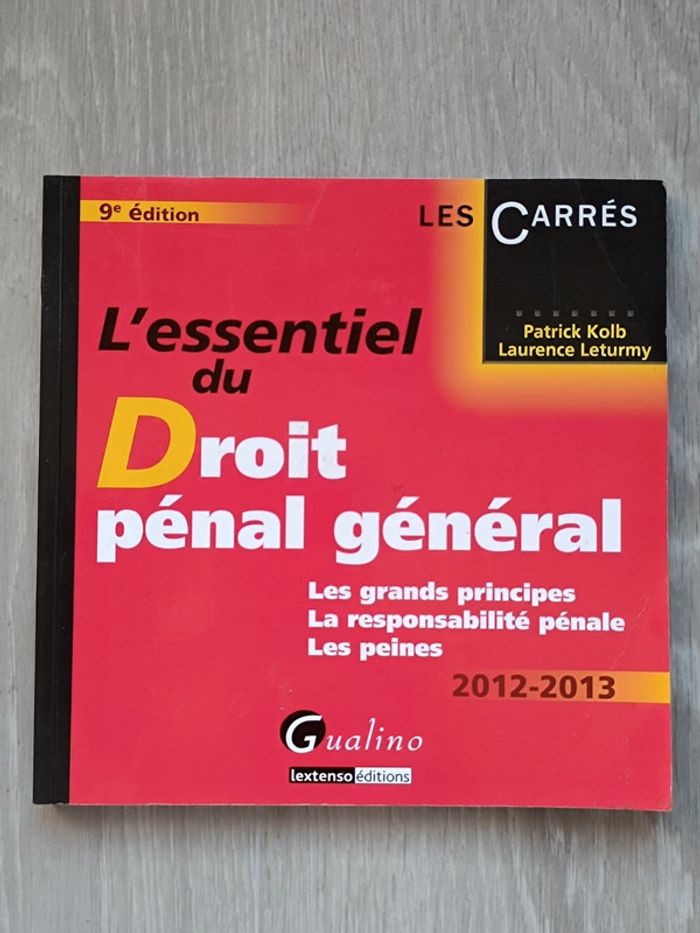 9e édition
LES CARRÉS
Patrick Kolb
Laurence Leturmy
L'essentiel
du
Droit
pénal général
Les grands principes
La responsabilité pénale
Les peines
2012-2013
Gualino
lextenso éditions